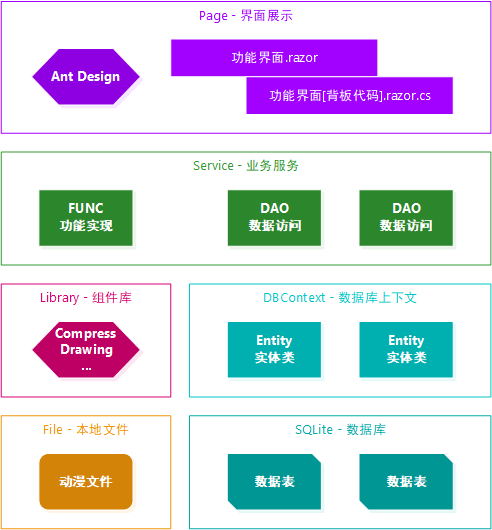 Page - 界面展示
Ant Design
功能界面.razor
功能界面[背板代码].razor.cs
Service - 业务服务
FUNC
功能实现
DAO
数据访问
DAO
数据访问
Library - 组件库
Compress
Drawing
...
DBContext - 数据库上下文
Entity
实体类
Entity
实体类
File - 本地文件
动漫文件
SQLite - 数据库
数据表
数据表